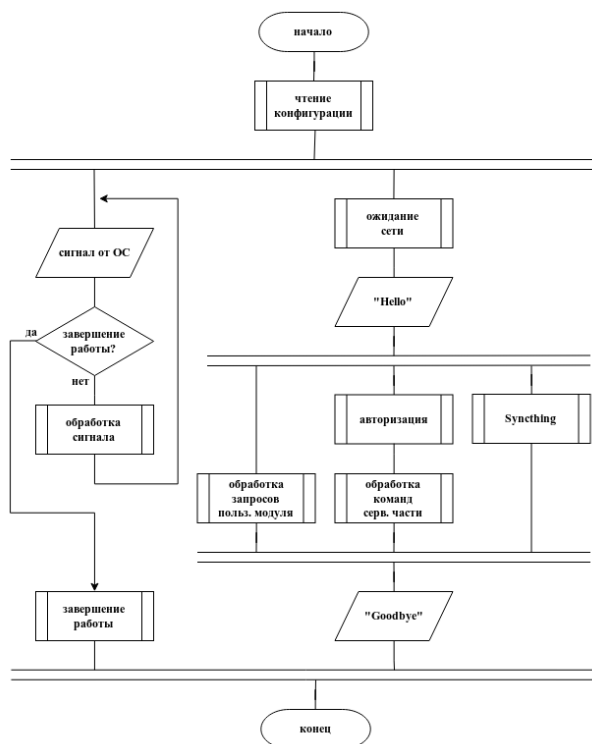 начало
чтение
конфигурации
ожидание
сети
сигнал от ОС
"Hello"
да
завершение
работы?
нет
обработка
сигнала
авторизация
Syncthing
обработка
запросов
польз. модуля
обработка
команд
серв. части
завершение
работы
"Goodbye"
конец